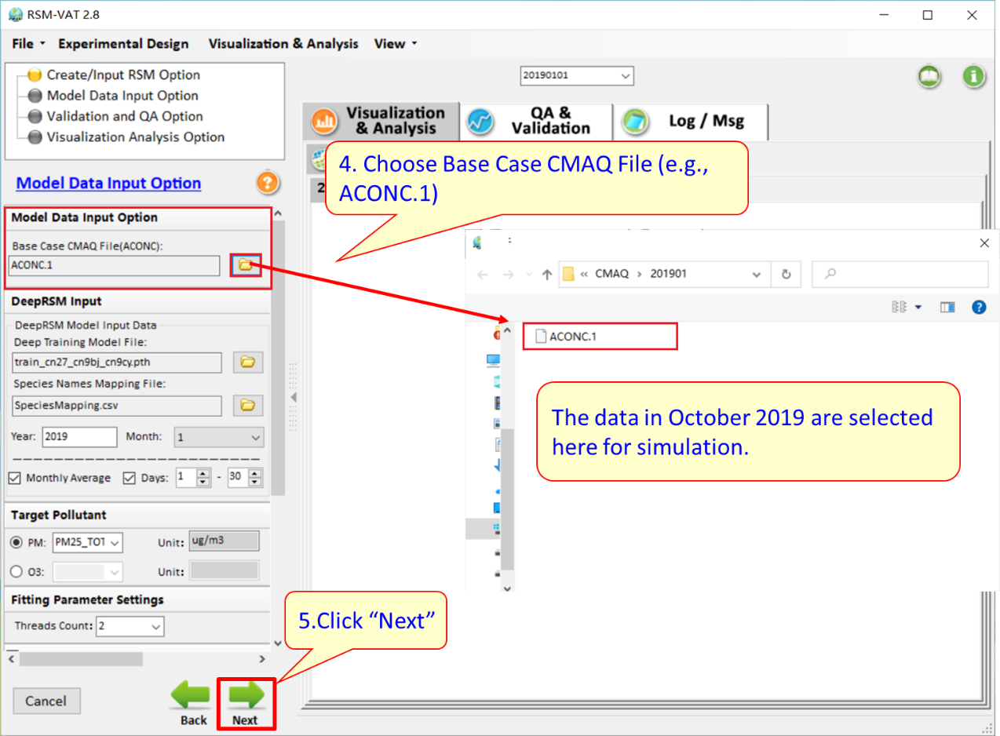 RSM-VAT 2.8
File Experimental Design Visualization & Analysis View
Create/Input RSM Option
Model Data Input Option
Validation and QA Option
Visualization Analysis Option
20190101
Visualization
& Analysis
QA &
Validation
Log / Msg
4. Choose Base Case CMAQ File (e.g.,
ACONC.1)
2
Model Data Input Option
Model Data Input Option
Base Case CMAQ File(ACONC):
ACONC.1
« CMAQ › 201901
ACONC.1
The data in October 2019 are selected
here for simulation.
DeepRSM Input
DeepRSM Model Input Data
Deep Training Model File:
train_cn27_cn9bj_cn9cy.pth
Species Names Mapping File:
SpeciesMapping.csv
Year: 2019 Month: 1
Monthly Average Days: 1 - 30
Target Pollutant
PM: PM25_TOT Unit: ug/m3
O3: Unit:
Fitting Parameter Settings
Threads Count: 2
5.Click “Next”
Cancel
Back
Next